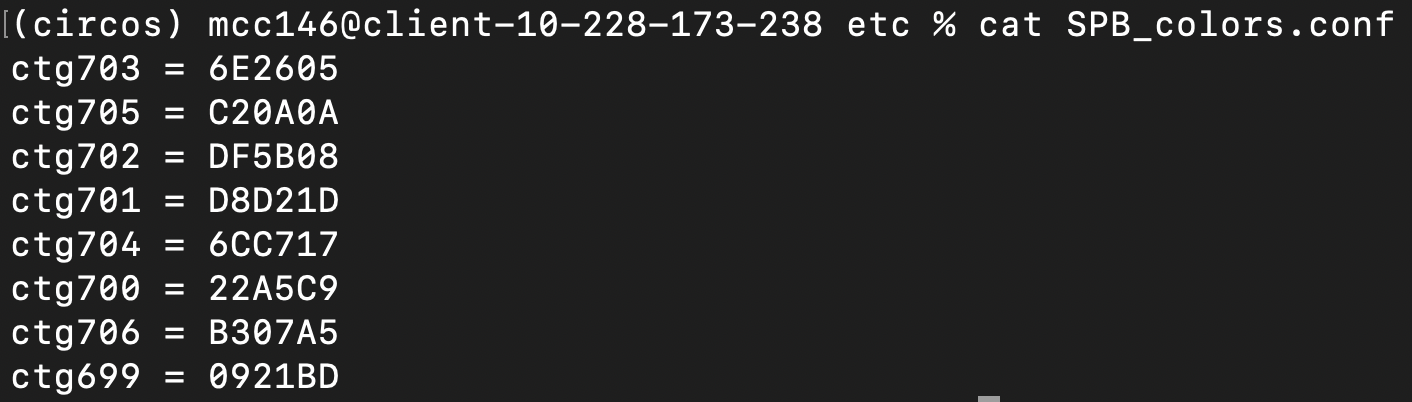 [(circos) mcc146@client-10-228-173-238 etc % cat SPB_colors.conf
ctg703 = 6E2605
ctg705 = C20A0A
ctg702 = DF5B08
ctg701 = D8D21D
ctg704 = 6CC717
ctg700 = 22A5C9
ctg706 = B307A5
ctg699 = 0921BD